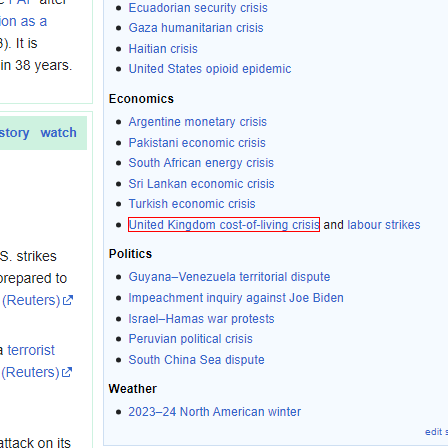 after
ion as a
). It is
in 38 years.
story watch
S. strikes
prepared to
(Reuters)
a terrorist
(Reuters)
attack on its
Ecuadorian security crisis
Gaza humanitarian crisis
Haitian crisis
United States opioid epidemic
Economics
Argentine monetary crisis
Pakistani economic crisis
South African energy crisis
Sri Lankan economic crisis
Turkish economic crisis
United Kingdom cost-of-living crisis and labour strikes
Politics
Guyana–Venezuela territorial dispute
Impeachment inquiry against Joe Biden
Israel–Hamas war protests
Peruvian political crisis
South China Sea dispute
Weather
2023–24 North American winter
edit s